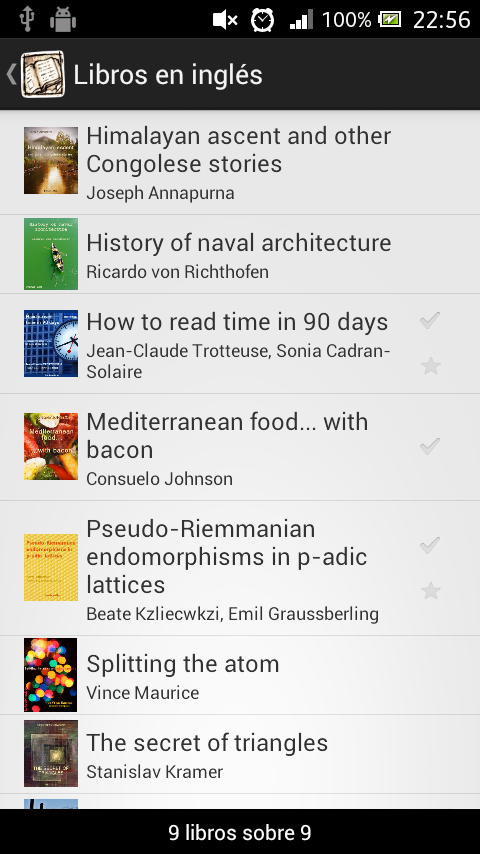 100% 22:56
Libros en inglés
Himalayan ascent and other
Congolese stories
Joseph Annapurna
History of naval architecture
Ricardo von Richthofen
How to read time in 90 days
Jean-Claude Trotteuse, Sonia Cadran-
Solaire
Mediterranean food... with
bacon
Consuelo Johnson
Pseudo-Riemmanian
endomorphisms in p-adic
lattices
Beate Kzliecwkzi, Emil Graussberling
Splitting the atom
Vince Maurice
The secret of triangles
Stanislav Kramer
9 libros sobre 9